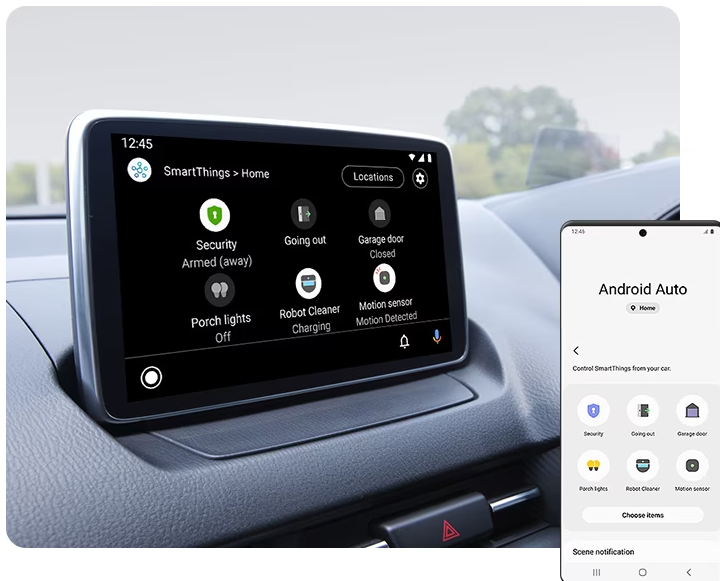 12:45
SmartThings > Home
Locations
Security
Armed (away)
Going out
Garage door
Closed
Porch lights
Off
Robot Cleaner
Charging
Motion sensor
Motion Detected
12:45
Android Auto
Home
Control SmartThings from your car.
Security
Going out
Garage door
Porch lights
Robot Cleaner
Motion sensor
Choose items
Scene notification